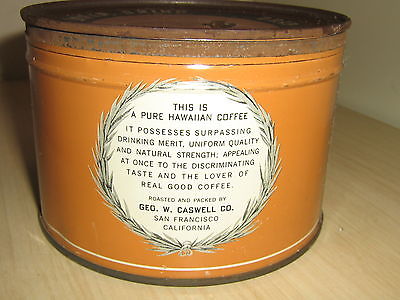 THIS IS
A PURE HAWAIIAN COFFEE
IT POSSESSES SURPASSING
DRINKING MERIT, UNIFORM QUALITY
AND NATURAL STRENGTH; APPEALING
AT ONCE TO THE DISCRIMINATING
TASTE AND THE LOVER OF
REAL GOOD COFFEE.
ROASTED AND PACKED BY
GEO. W. CASWELL CO.
SAN FRANCISCO
CALIFORNIA